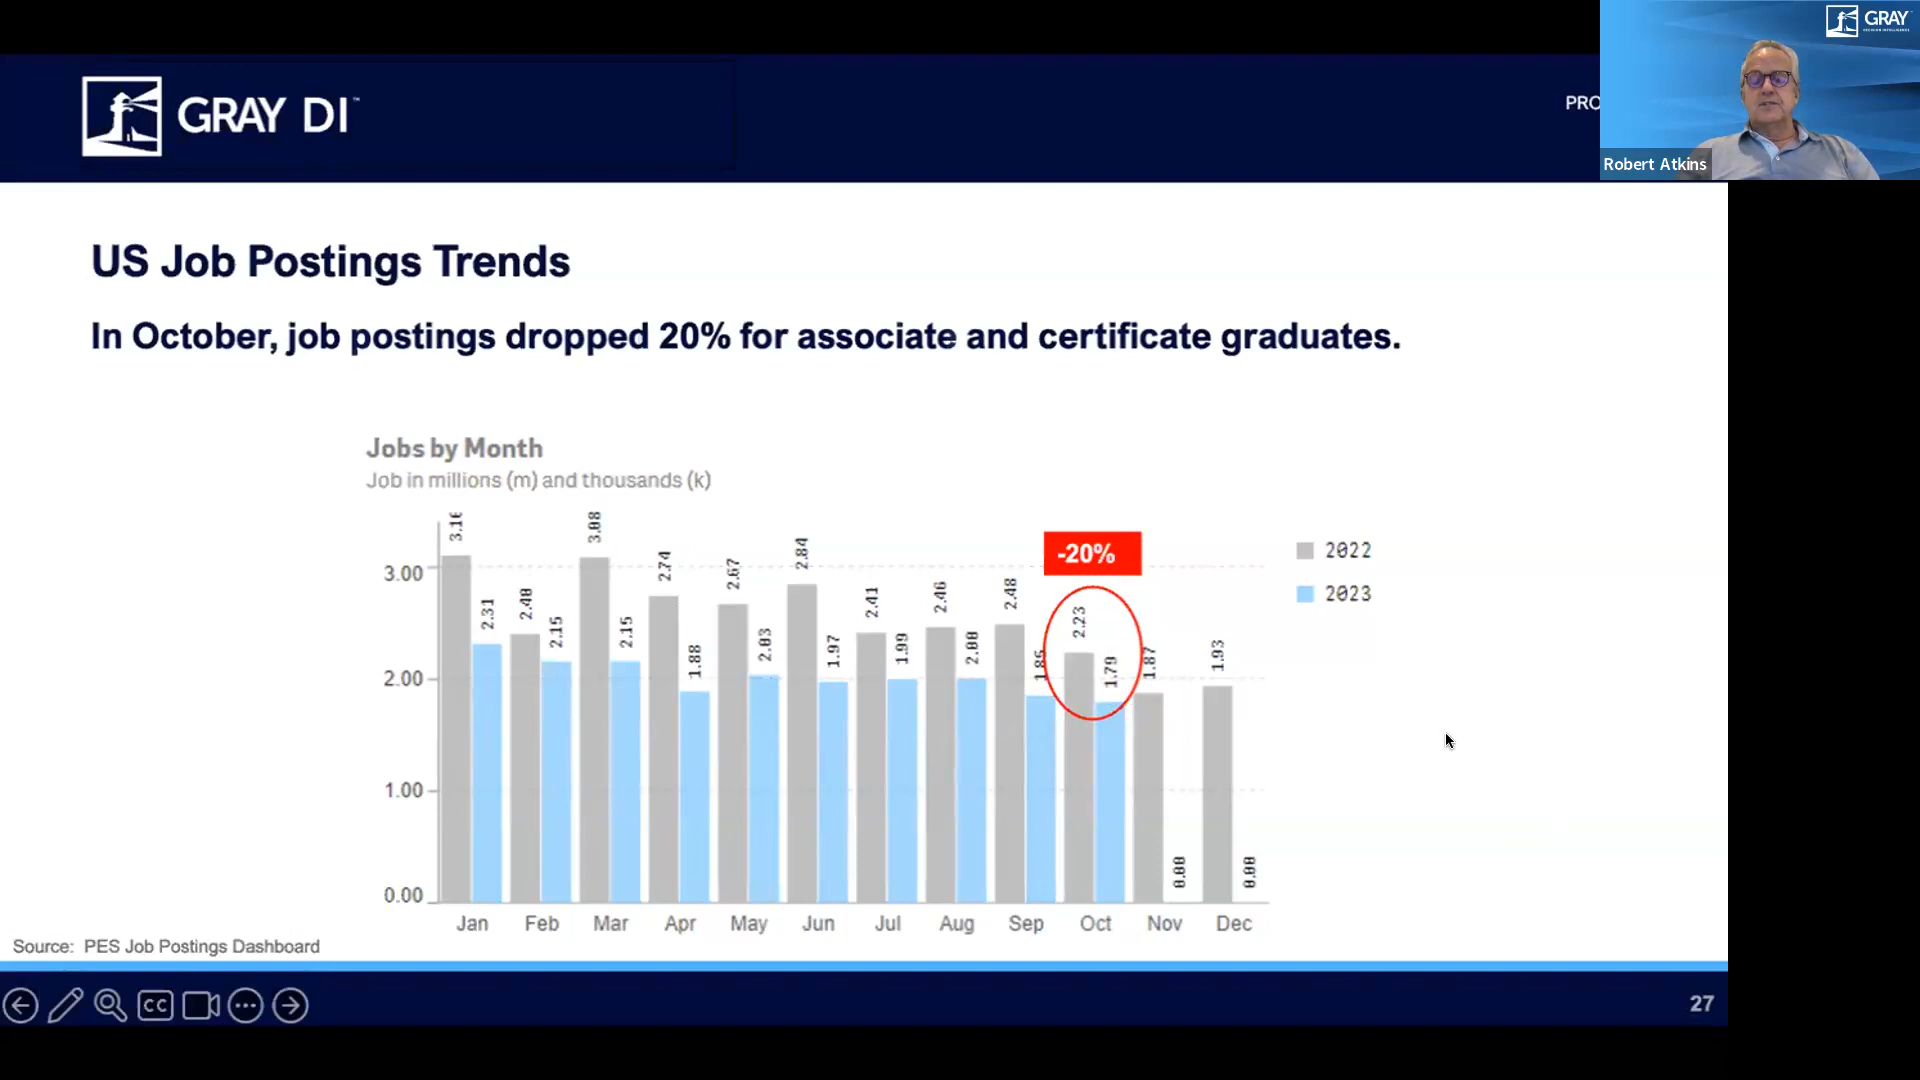 GRAY
GRAY DI™
PRO
Robert Atkins
US Job Postings Trends
In October, job postings dropped 20% for associate and certificate graduates.
Jobs by Month
Job in millions (m) and thousands (k)
3.16
2.31
2.40
2.15
3.08
2.15
2.74
1.88
2.67
2.03
2.84
1.97
2.41
1.99
2.46
2.00
2.48
1.85
2.23
1.79
1.87
0.00
1.93
0.00
-20%
2022
2023
3.00
2.00
1.00
0.00
Jan Feb Mar Apr May Jun Jul Aug Sep Oct Nov Dec
Source: PES Job Postings Dashboard
CC
27